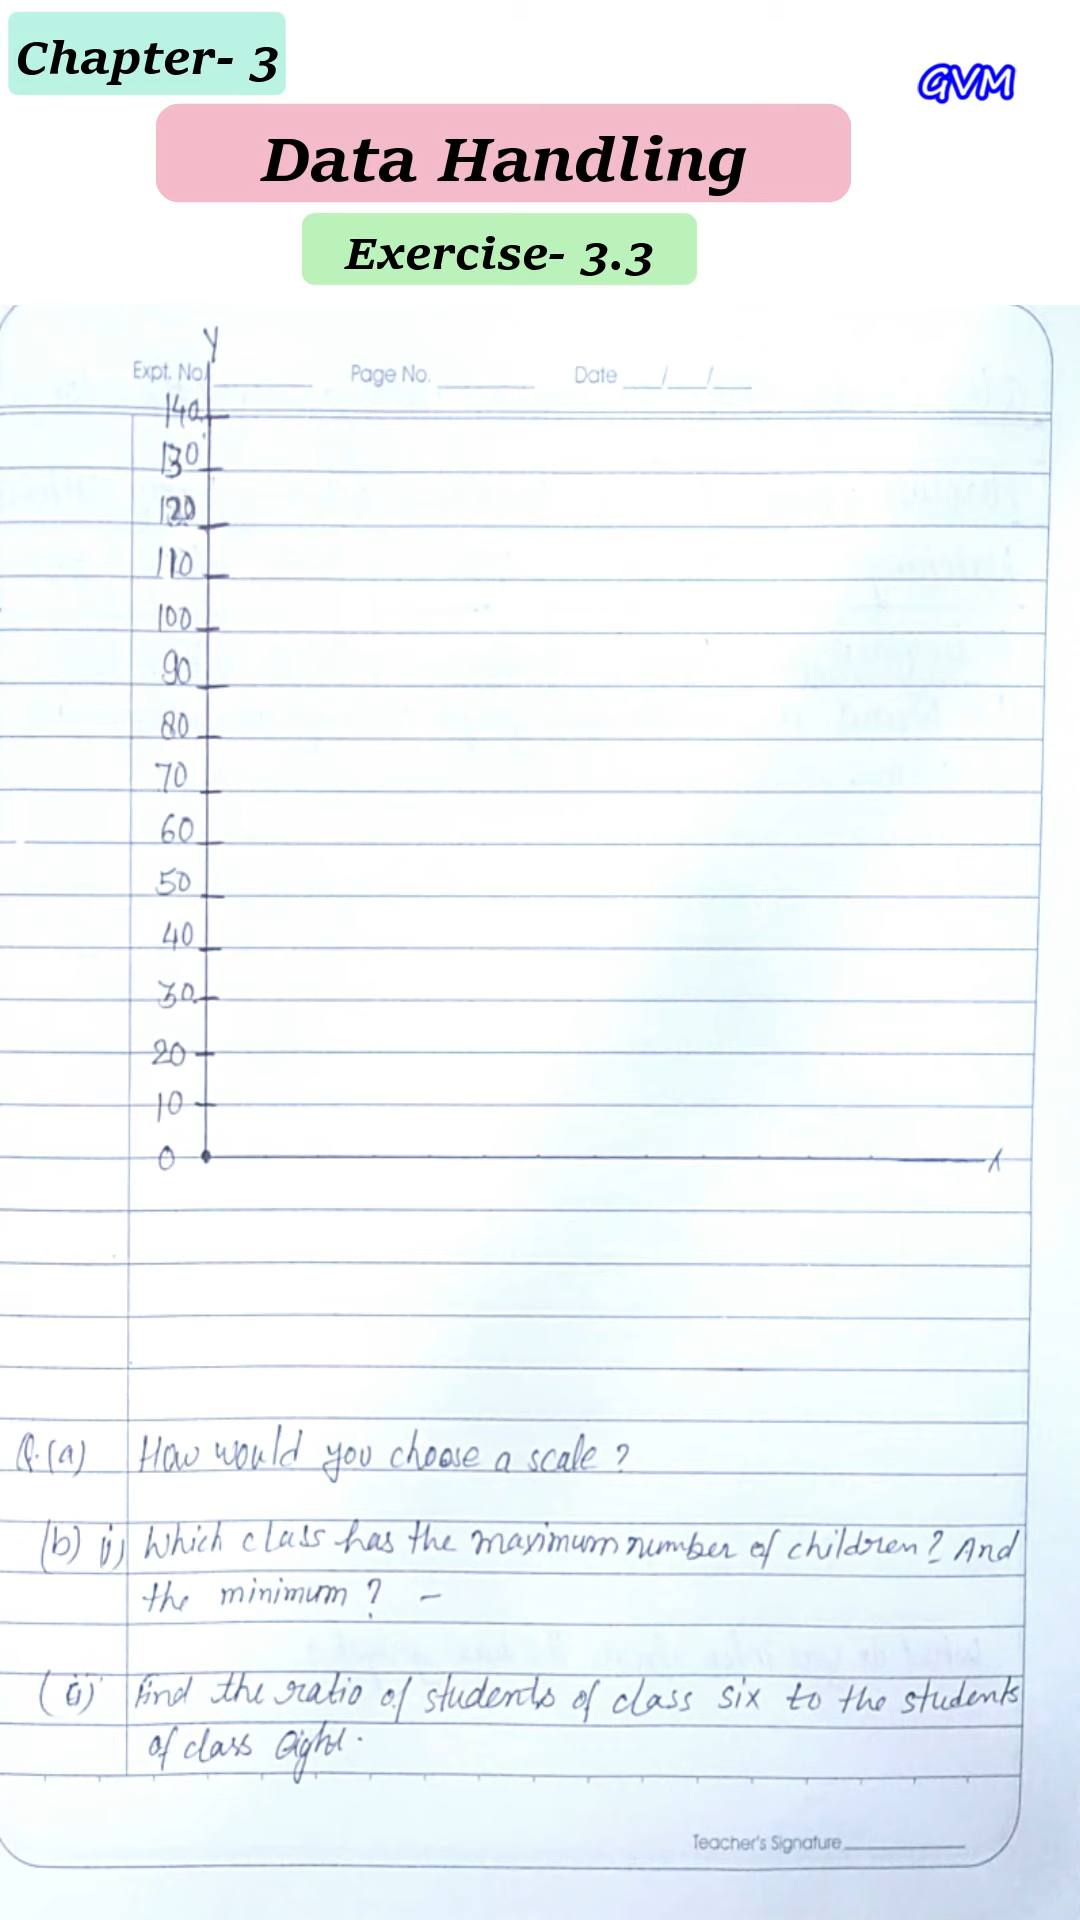 Chapter- 3
GVM
Data Handling
Exercise- 3.3
Y
Expt. No. Page No. Date / /
140
130
120
110
100
90
80
70
60
50
40
30
20
10
0 X
Q.(a) How would you choose a scale ?
(b) (i) Which class has the maximum number of children? And
the minimum ? -
(ii) Find the ratio of students of class six to the students
of class eight.
Teacher's Signature